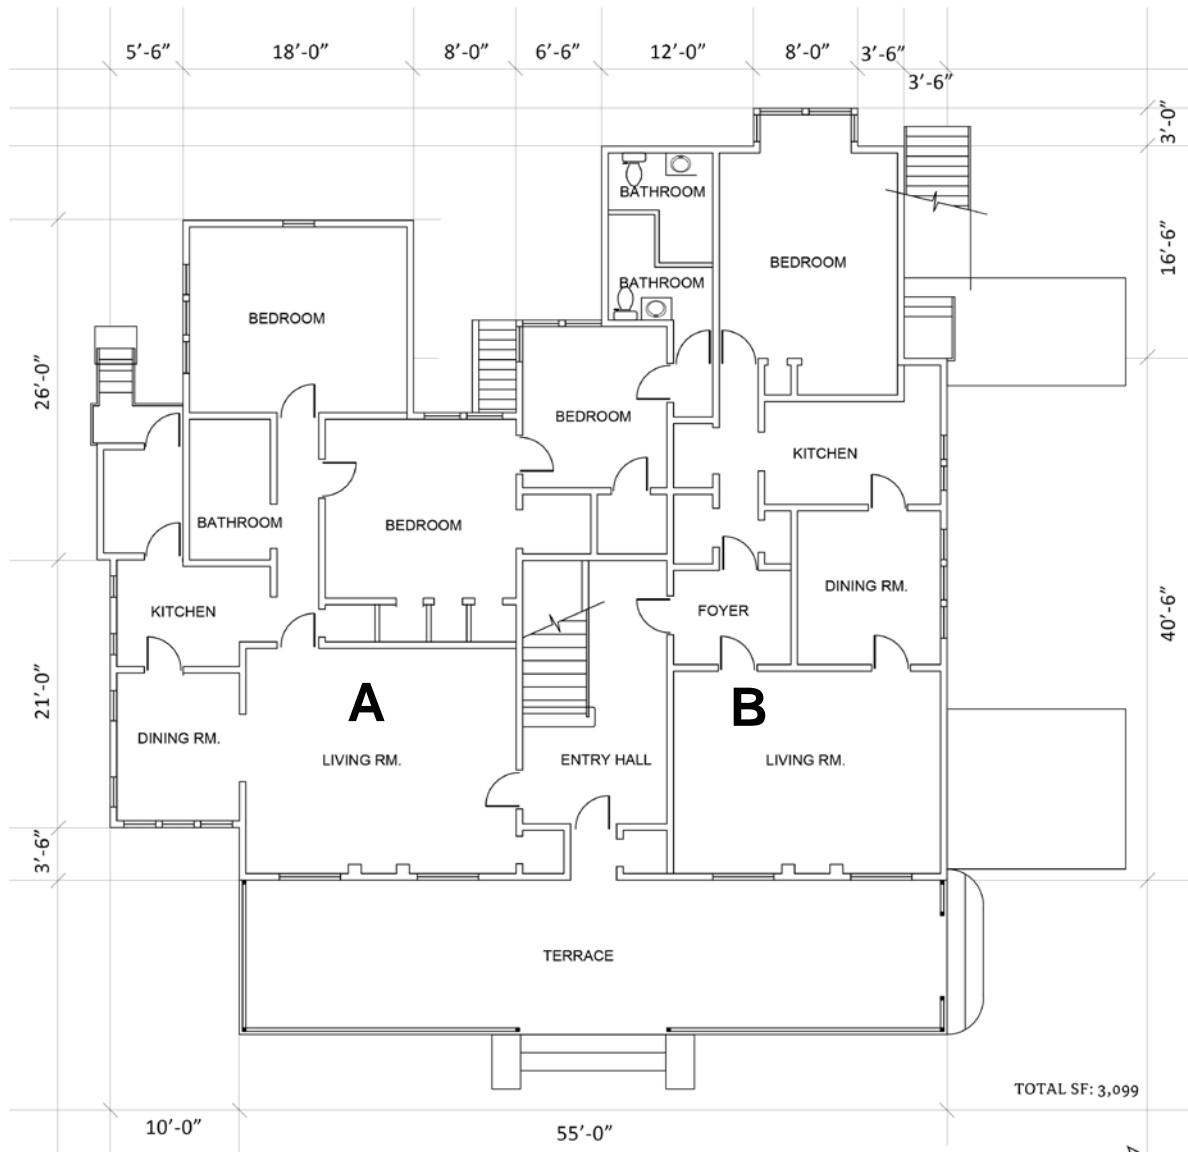 5’-6”
18’-0”
8’-0”
6’-6”
12’-0”
8’-0”
3’-6”
3’-6”
3’-0”
BATHROOM
16’-6”
BEDROOM
BATHROOM
BEDROOM
26’-0”
BEDROOM
KITCHEN
BATHROOM
BEDROOM
DINING RM.
KITCHEN
FOYER
40’-6”
21’-0”
A
B
DINING RM.
LIVING RM.
ENTRY HALL
LIVING RM.
3’-6”
TERRACE
TOTAL SF: 3,099
10’-0”
55’-0”